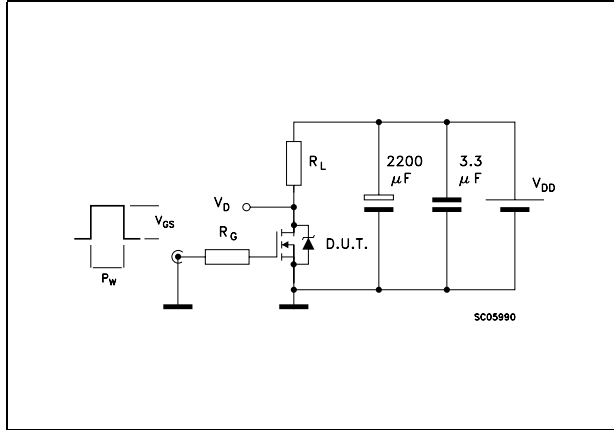 R_L
2200
μF
3.3
μF
V_DD
V_D
V_GS
R_G
D.U.T.
P_W
SC05990